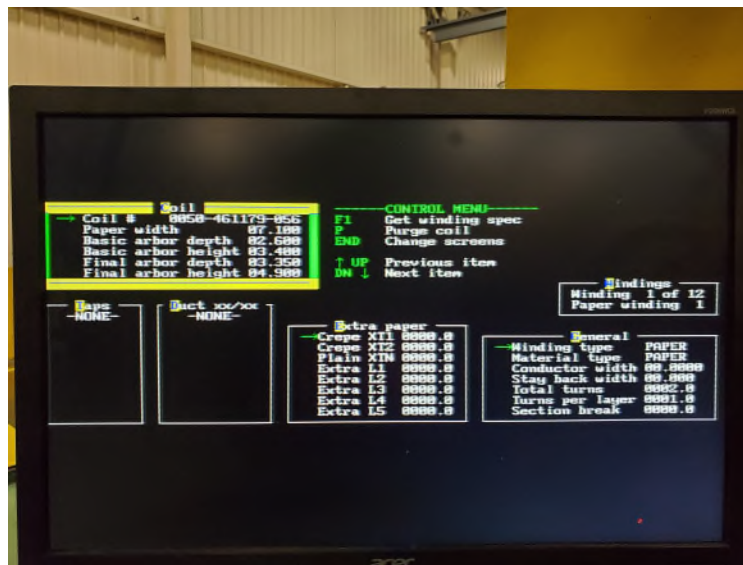 Coil
→ Coil # 0050-461179-056
Paper width 07.100
Basic arbor depth 02.600
Basic arbor height 03.400
Final arbor depth 03.350
Final arbor height 04.900
CONTROL MENU
F1 Get winding spec
P Purge coil
END Change screens
↑ UP Previous item
DN ↓ Next item
Windings
Winding 1 of 12
Paper winding 1
Taps
-NONE-
Duct xx/xx
-NONE-
Extra paper
→Crepe XT1 0000.0
Crepe XT2 0000.0
Plain XTN 0000.0
Extra L1 0000.0
Extra L2 0000.0
Extra L3 0000.0
Extra L4 0000.0
Extra L5 0000.0
General
→Winding type PAPER
Material type PAPER
Conductor width 00.0000
Stay back width 00.000
Total turns 0002.0
Turns per layer 0001.0
Section break 0000.0
acer